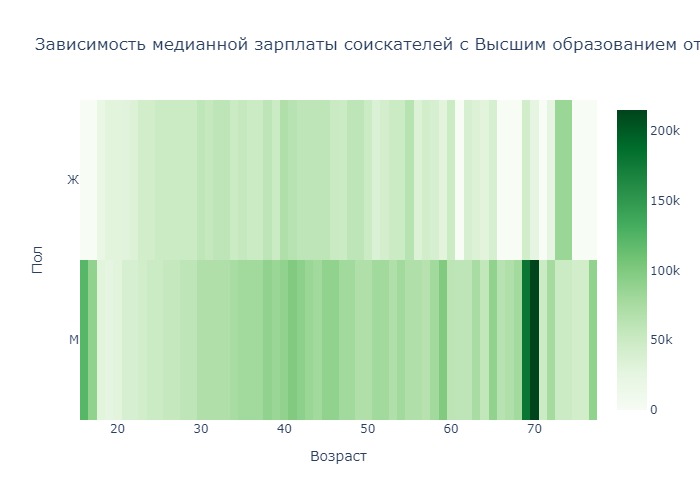 Зависимость медианной зарплаты соискателей с Высшим образованием от
200k
Ж
150k
Пол
100k
50k
М
0
20 30 40 50 60 70
Возраст